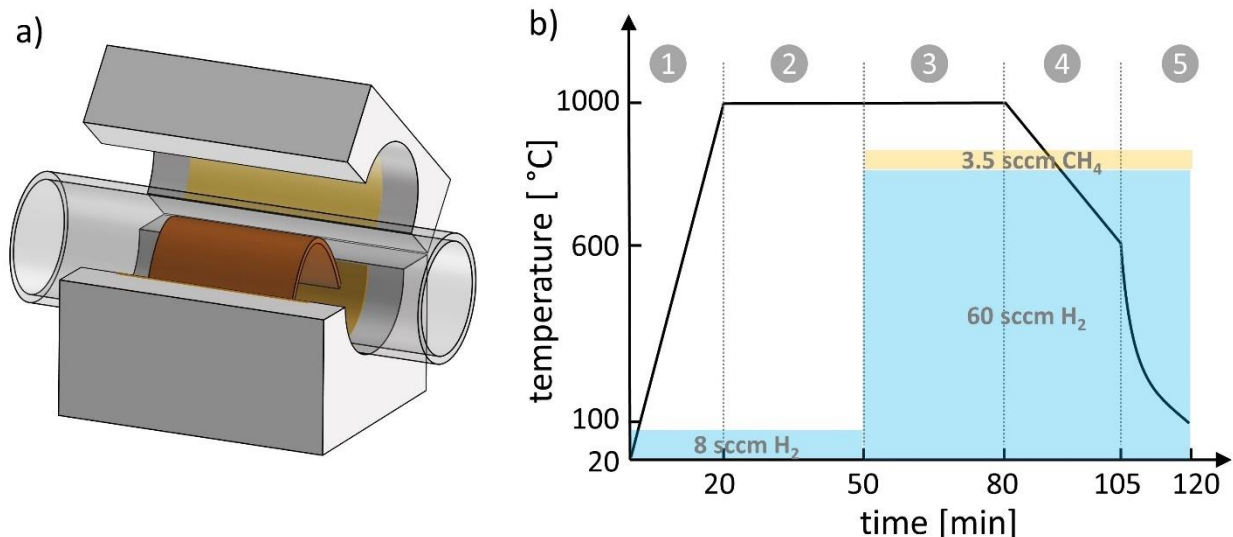 a)
b)
1 2 3 4 5
temperature [ °C]
1000
600
100
20
3.5 sccm CH₄
60 sccm H₂
8 sccm H₂
20 50 80 105 120
time [min]